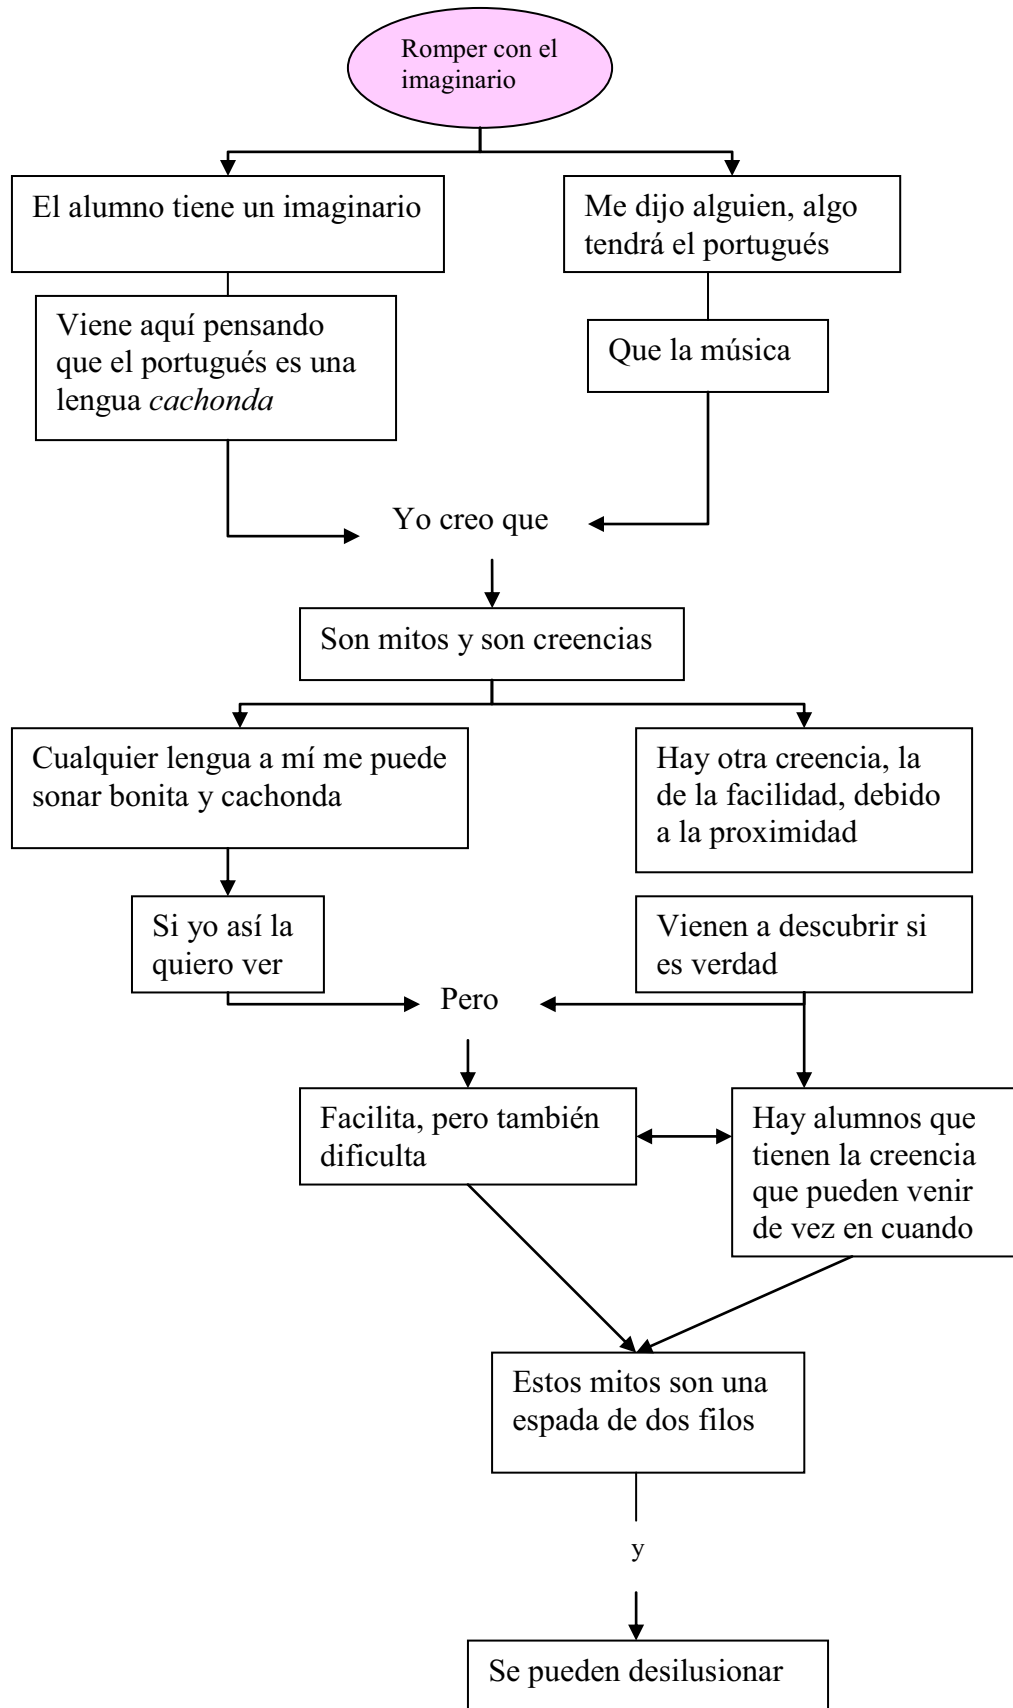 Romper con el
imaginario
El alumno tiene un imaginario
Me dijo alguien, algo
tendrá el portugués
Viene aquí pensando
que el portugués es una
lengua cachonda
Que la música
Yo creo que
Son mitos y son creencias
Cualquier lengua a mí me puede
sonar bonita y cachonda
Hay otra creencia, la
de la facilidad, debido
a la proximidad
Si yo así la
quiero ver
Vienen a descubrir si
es verdad
Pero
Facilita, pero también
dificulta
Hay alumnos que
tienen la creencia
que pueden venir
de vez en cuando
Estos mitos son una
espada de dos filos
y
Se pueden desilusionar